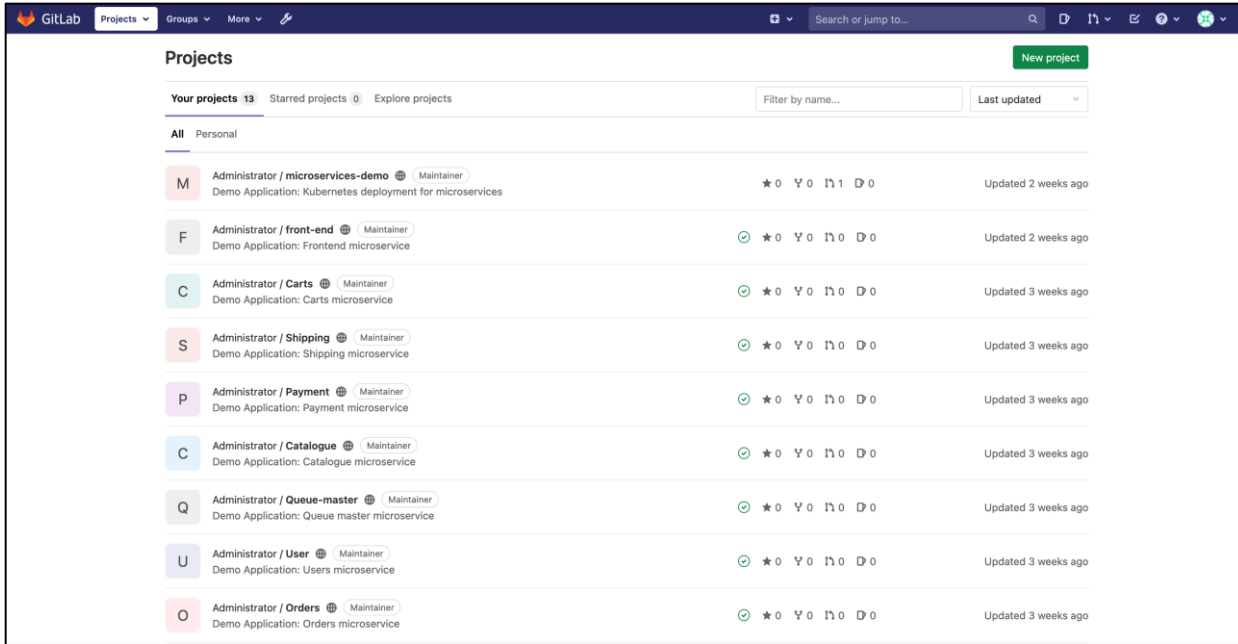 GitLab Projects Groups More Search or jump to...
Projects New project
Your projects 13 Starred projects 0 Explore projects Filter by name... Last updated
All Personal
M Administrator / microservices-demo Maintainer 0 0 1 0 Updated 2 weeks ago
Demo Application: Kubernetes deployment for microservices
F Administrator / front-end Maintainer 0 0 0 0 Updated 2 weeks ago
Demo Application: Frontend microservice
C Administrator / Carts Maintainer 0 0 0 0 Updated 3 weeks ago
Demo Application: Carts microservice
S Administrator / Shipping Maintainer 0 0 0 0 Updated 3 weeks ago
Demo Application: Shipping microservice
P Administrator / Payment Maintainer 0 0 0 0 Updated 3 weeks ago
Demo Application: Payment microservice
C Administrator / Catalogue Maintainer 0 0 0 0 Updated 3 weeks ago
Demo Application: Catalogue microservice
Q Administrator / Queue-master Maintainer 0 0 0 0 Updated 3 weeks ago
Demo Application: Queue master microservice
U Administrator / User Maintainer 0 0 0 0 Updated 3 weeks ago
Demo Application: Users microservice
O Administrator / Orders Maintainer 0 0 0 0 Updated 3 weeks ago
Demo Application: Orders microservice